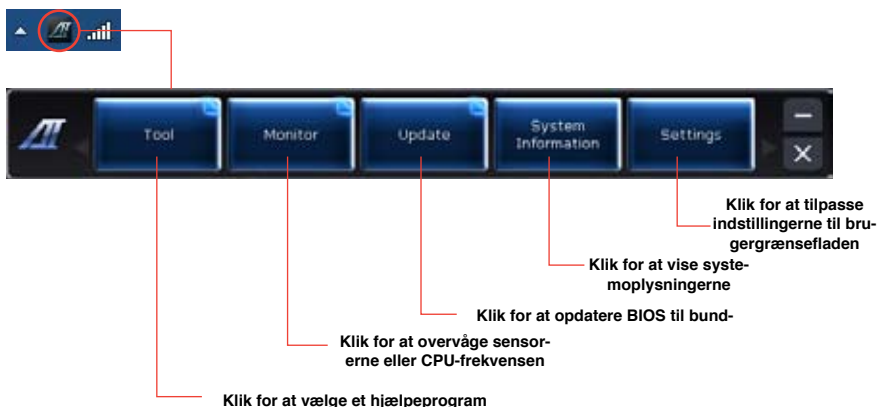 Tool
Monitor
Update
System
Information
Settings
Klik for at tilpasse
indstillingerne til bru-
gergrænsefladen
Klik for at vise syste-
moplysningerne
Klik for at opdatere BIOS til bund-
Klik for at overvåge sensor-
erne eller CPU-frekvensen
Klik for at vælge et hjælpeprogram